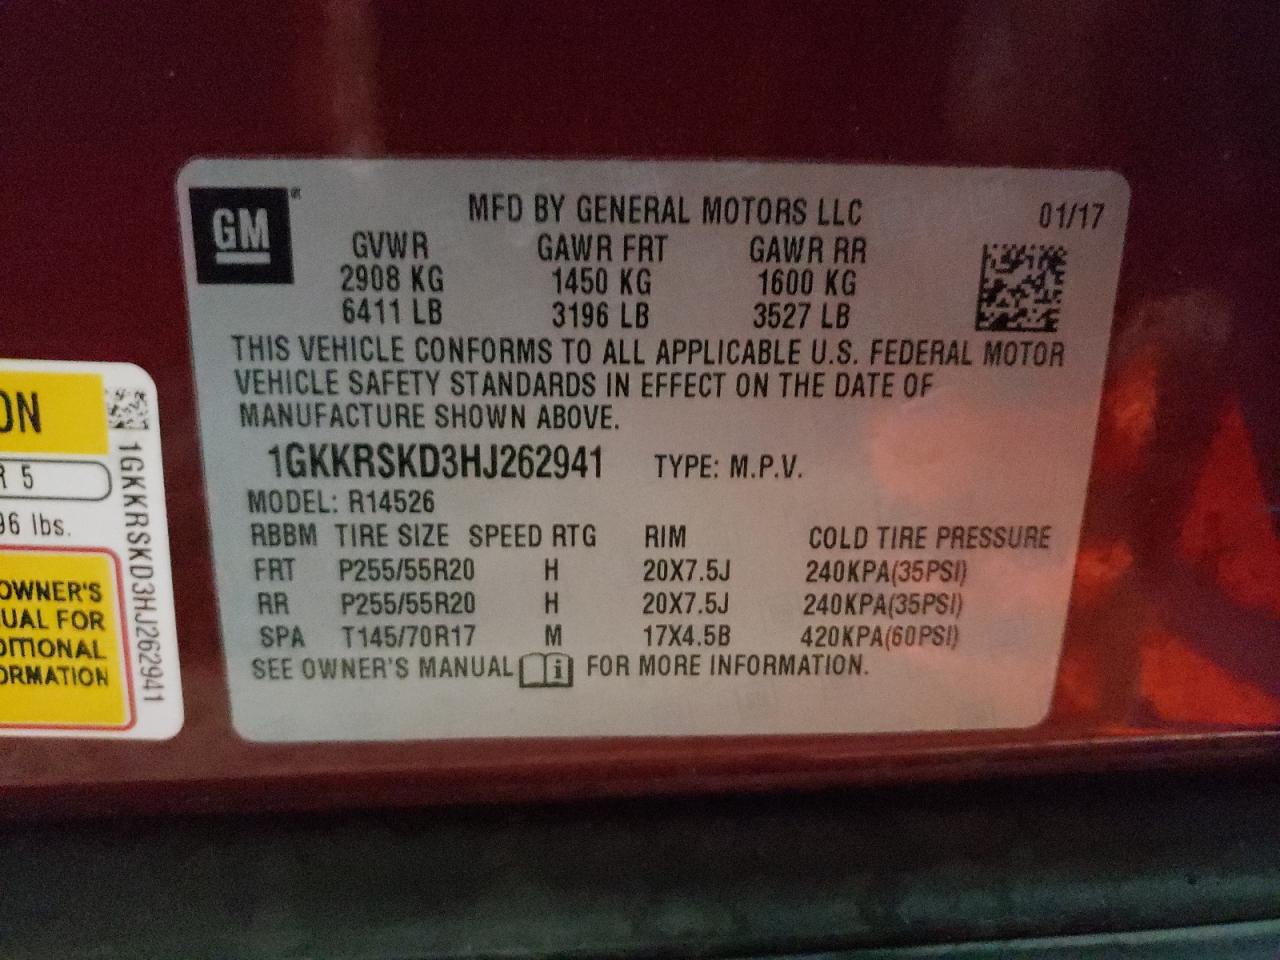 GM
MFD BY GENERAL MOTORS LLC 01/17
GVWR GAWR FRT GAWR RR
2908 KG 1450 KG 1600 KG
6411 LB 3196 LB 3527 LB
THIS VEHICLE CONFORMS TO ALL APPLICABLE U.S. FEDERAL MOTOR
VEHICLE SAFETY STANDARDS IN EFFECT ON THE DATE OF
MANUFACTURE SHOWN ABOVE.
1GKKRSKD3HJ262941 TYPE: M.P.V.
MODEL: R14526
RBBM TIRE SIZE SPEED RTG RIM COLD TIRE PRESSURE
FRT P255/55R20 H 20X7.5J 240KPA(35PSI)
RR P255/55R20 H 20X7.5J 240KPA(35PSI)
SPA T145/70R17 M 17X4.5B 420KPA(60PSI)
SEE OWNER'S MANUAL i FOR MORE INFORMATION.
ON
R 5
96 lbs.
OWNER'S
UAL FOR
DITIONAL
ORMATION
1GKKRSKD3HJ262941